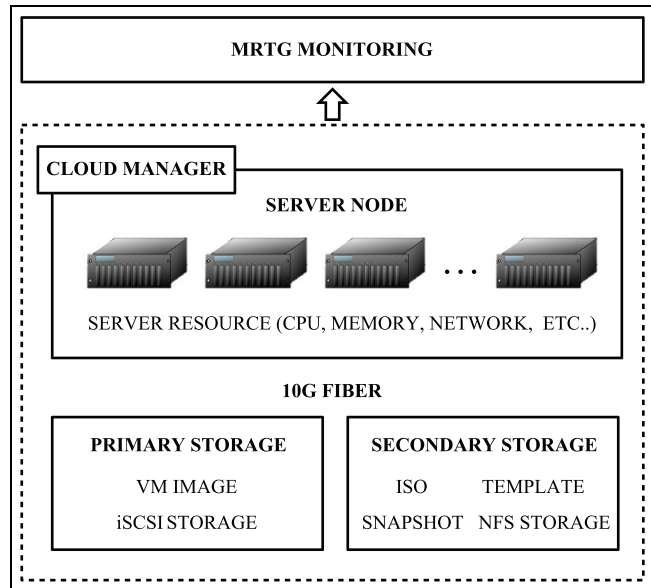 MRTG MONITORING
CLOUD MANAGER
SERVER NODE
...
SERVER RESOURCE (CPU, MEMORY, NETWORK, ETC..)
10G FIBER
PRIMARY STORAGE
VM IMAGE
iSCSI STORAGE
SECONDARY STORAGE
ISO TEMPLATE
SNAPSHOT NFS STORAGE